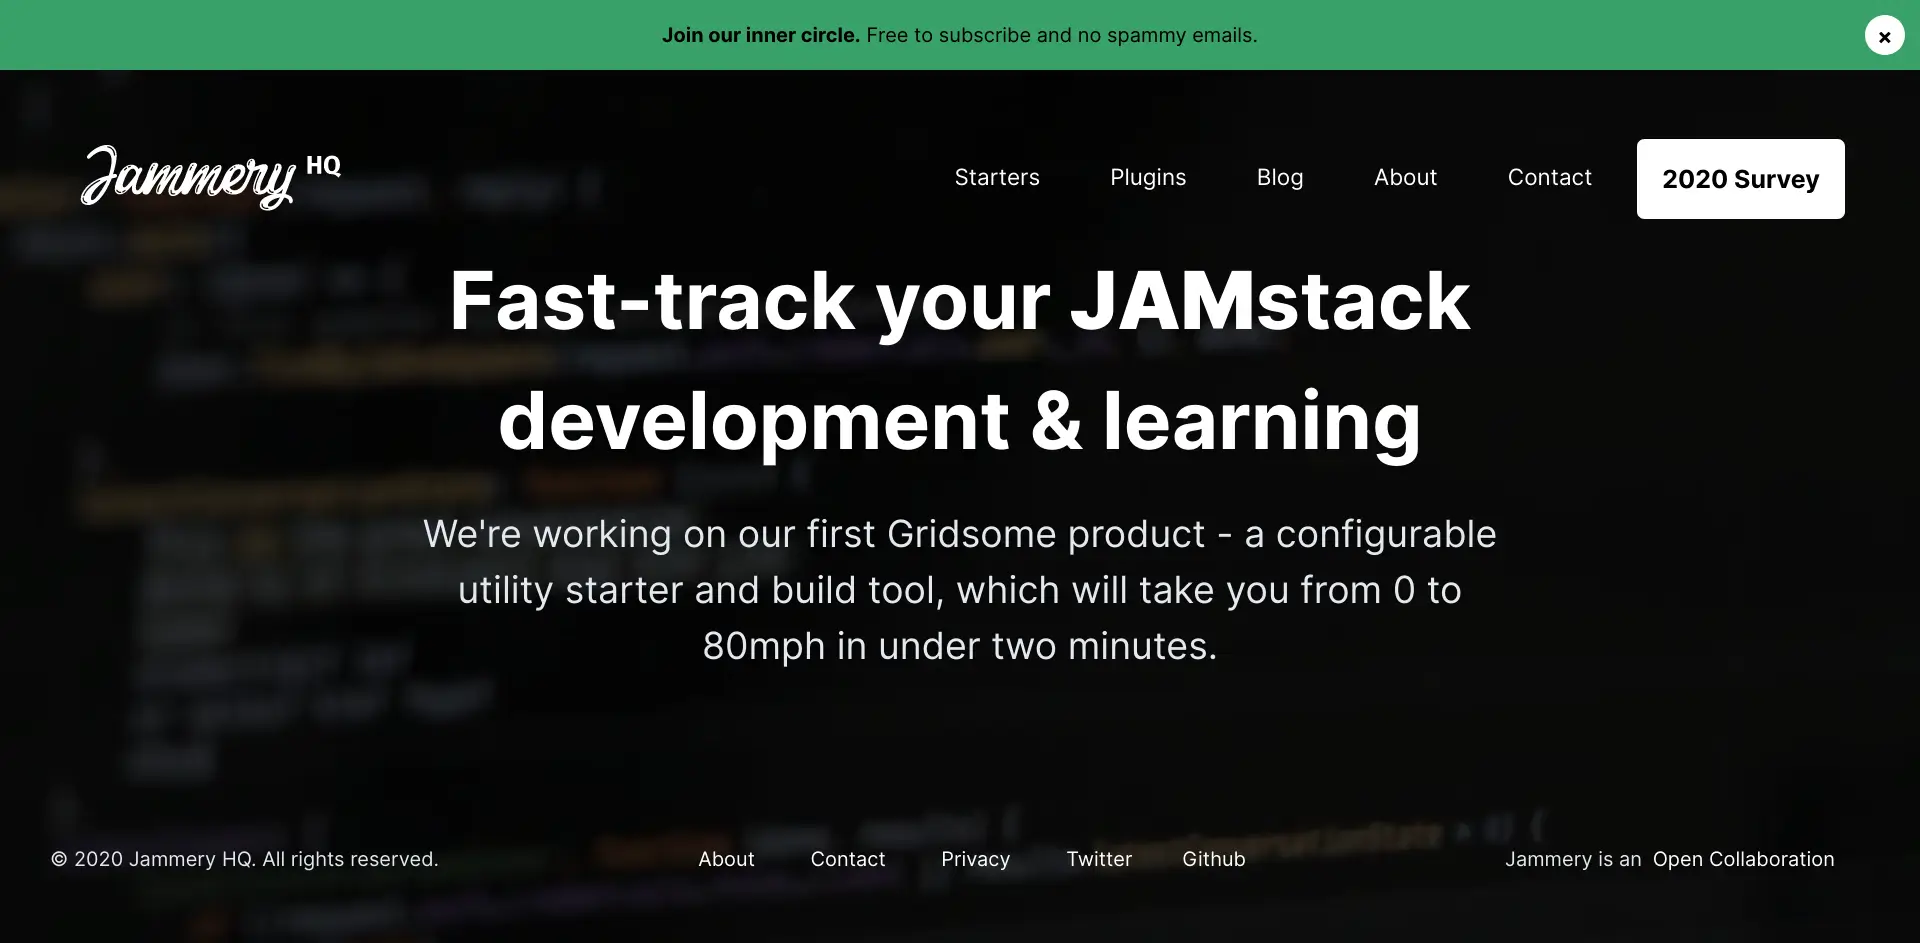 Join our inner circle. Free to subscribe and no spammy emails.
×
Jammery HQ
Starters Plugins Blog About Contact 2020 Survey
Fast-track your JAMstack
development & learning
We're working on our first Gridsome product - a configurable
utility starter and build tool, which will take you from 0 to
80mph in under two minutes.
© 2020 Jammery HQ. All rights reserved. About Contact Privacy Twitter Github Jammery is an Open Collaboration